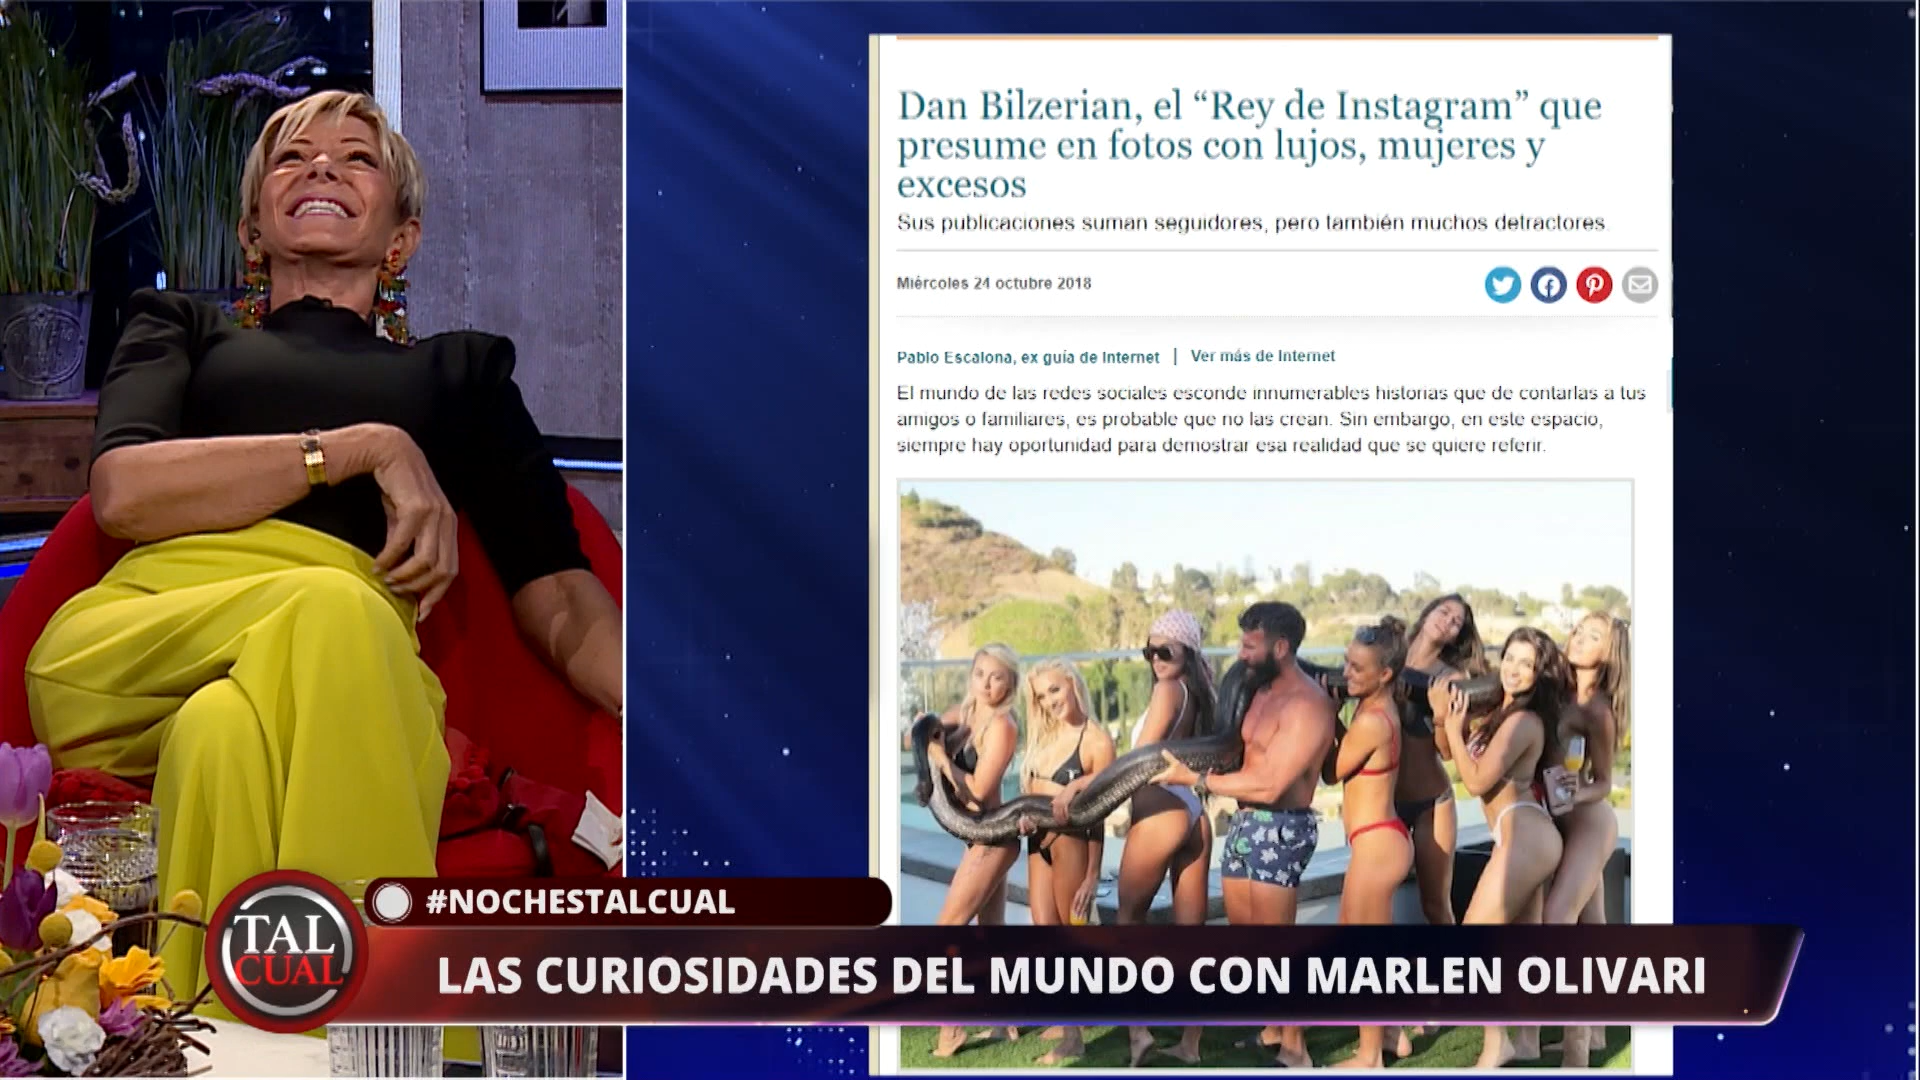 Dan Bilzerian, el “Rey de Instagram” que
presume en fotos con lujos, mujeres y
excesos
Sus publicaciones suman seguidores, pero también muchos detractores.
Miércoles 24 octubre 2018
Pablo Escalona, ex guía de Internet | Ver más de Internet
El mundo de las redes sociales esconde innumerables historias que de contarlas a tus
amigos o familiares, es probable que no las crean. Sin embargo, en este espacio,
siempre hay oportunidad para demostrar esa realidad que se quiere referir.
#NOCHESTALCUAL
TAL
CUAL
LAS CURIOSIDADES DEL MUNDO CON MARLEN OLIVARI